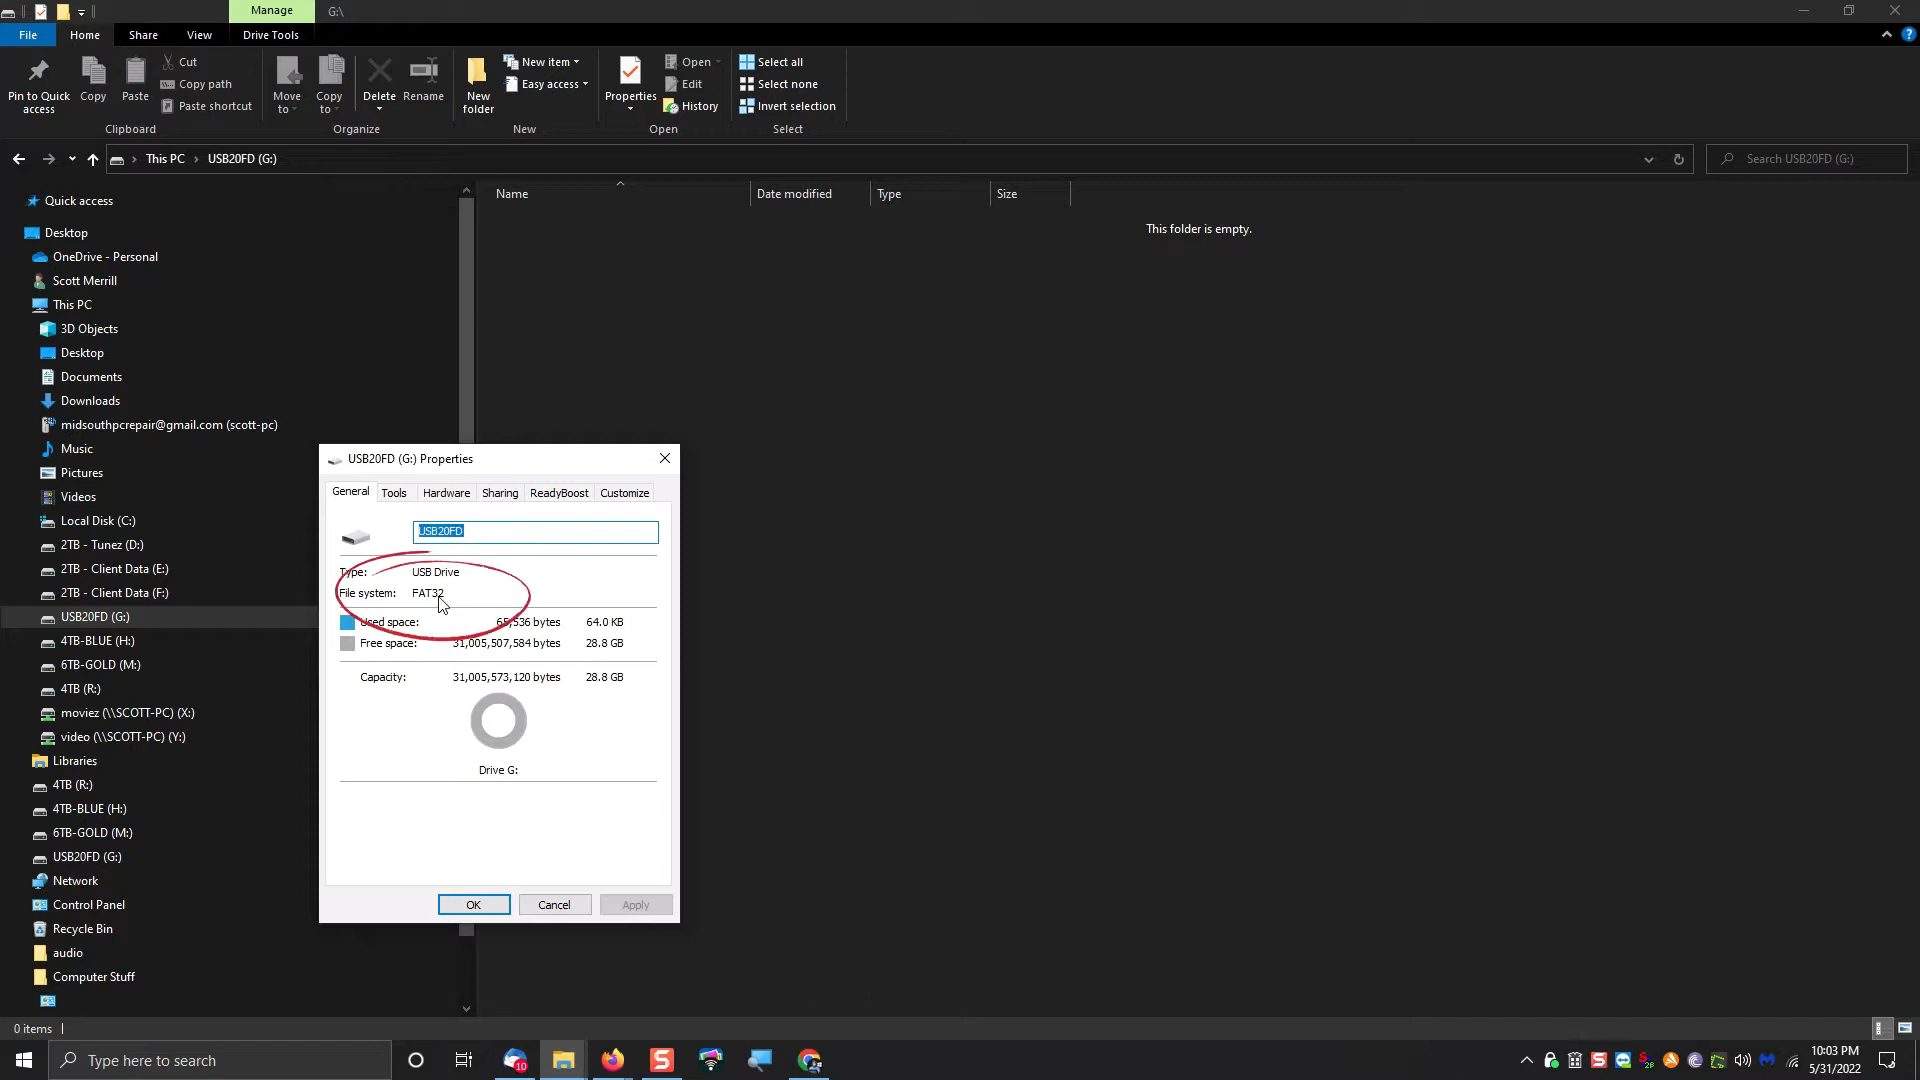 Manage
G:\
File
Home
Share
View
Drive Tools
Pin to Quick access
Copy
Paste
Cut
Copy path
Paste shortcut
Clipboard
Move to
Copy to
Delete
Rename
Organize
New folder
New item
Easy access
New
Properties
Open
Edit
History
Open
Select all
Select none
Invert selection
Select
This PC
USB20FD (G:)
Search USB20FD (G:)
Name
Date modified
Type
Size
This folder is empty.
Quick access
Desktop
OneDrive - Personal
Scott Merrill
This PC
3D Objects
Desktop
Documents
Downloads
midsouthpcrepair@gmail.com (scott-pc)
Music
Pictures
Videos
Local Disk (C:)
2TB - Tunez (D:)
2TB - Client Data (E:)
2TB - Client Data (F:)
USB20FD (G:)
4TB-BLUE (H:)
6TB-GOLD (M:)
4TB (R:)
moviez (\\SCOTT-PC) (X:)
video (\\SCOTT-PC) (Y:)
Libraries
4TB (R:)
4TB-BLUE (H:)
6TB-GOLD (M:)
USB20FD (G:)
Network
Control Panel
Recycle Bin
audio
Computer Stuff
USB20FD (G:) Properties
General
Tools
Hardware
Sharing
ReadyBoost
Customize
USB20FD
Type: USB Drive
File system: FAT32
Used space: 65,536 bytes 64.0 KB
Free space: 31,005,507,584 bytes 28.8 GB
Capacity: 31,005,573,120 bytes 28.8 GB
Drive G:
OK
Cancel
Apply
0 items
Type here to search
10
10:03 PM
5/31/2022